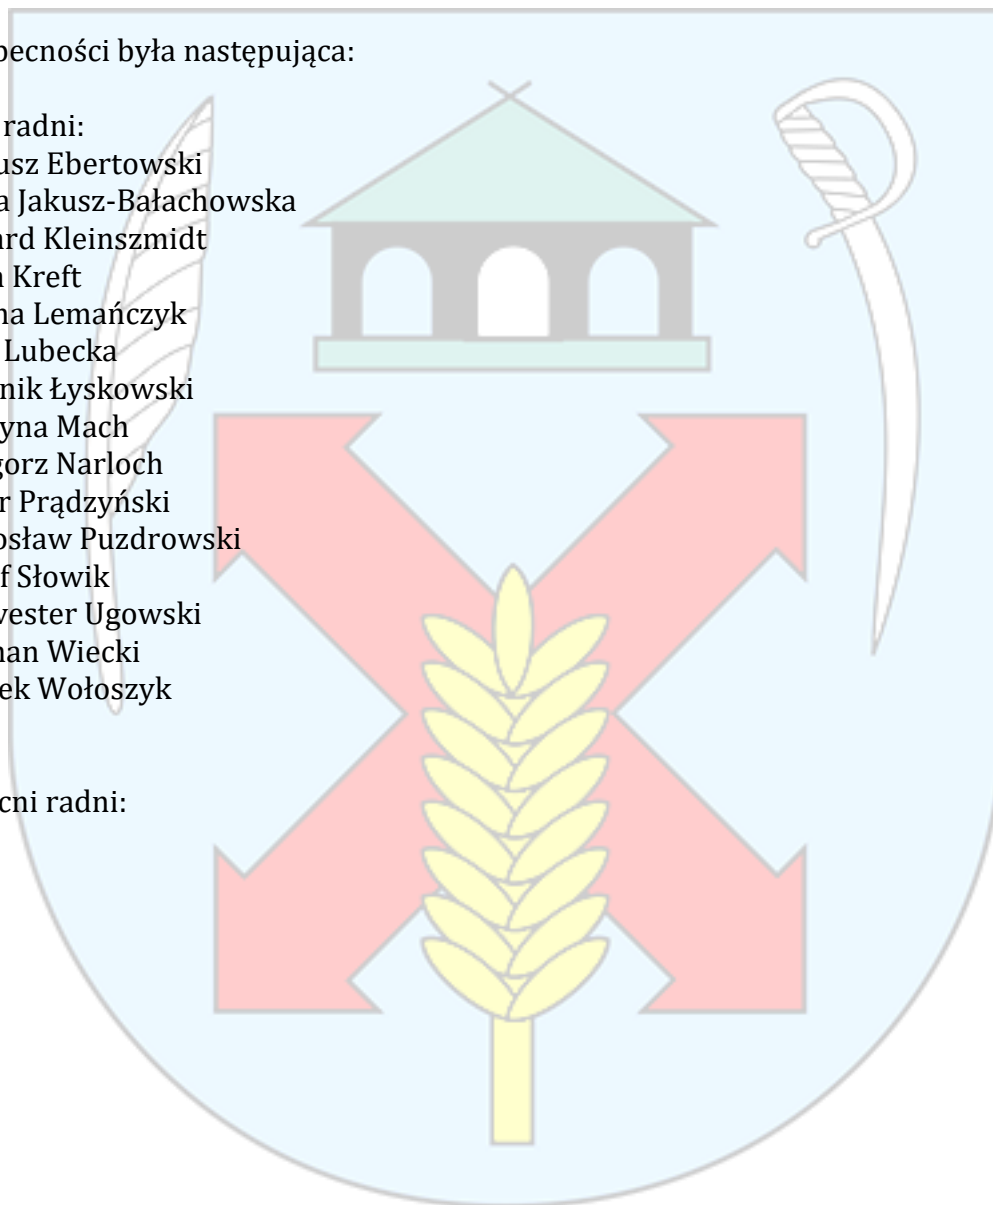 becności była następująca:
radni:
usz Ebertowski
a Jakusz-Bałachowska
ard Kleinszmidt
Kreft
na Lemańczyk
Lubecka
nik Łyskowski
yna Mach
gorz Narloch
r Prądzyński
osław Puzdrowski
f Słowik
wester Ugowski
nan Wiecki
ek Wołoszyk
cni radni: